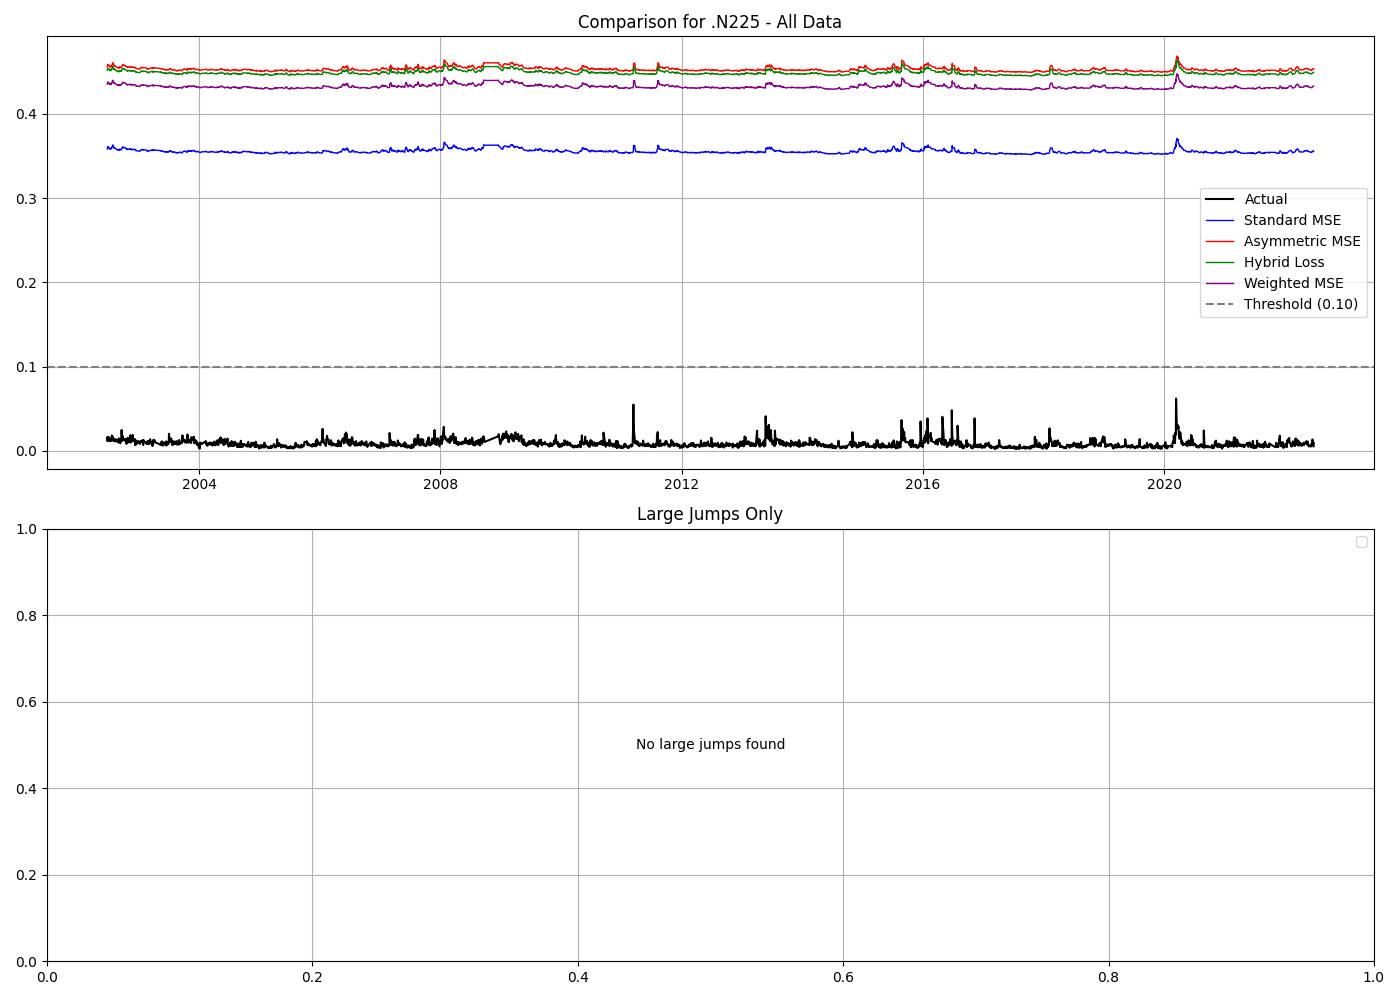 Comparison for .N225 - All Data
0.4
0.3
0.2
0.1
0.0
Actual
Standard MSE
Asymmetric MSE
Hybrid Loss
Weighted MSE
Threshold (0.10)
2004 2008 2012 2016 2020
Large Jumps Only
1.0
0.8
0.6
0.4
0.2
0.0
No large jumps found
0.0 0.2 0.4 0.6 0.8 1.0